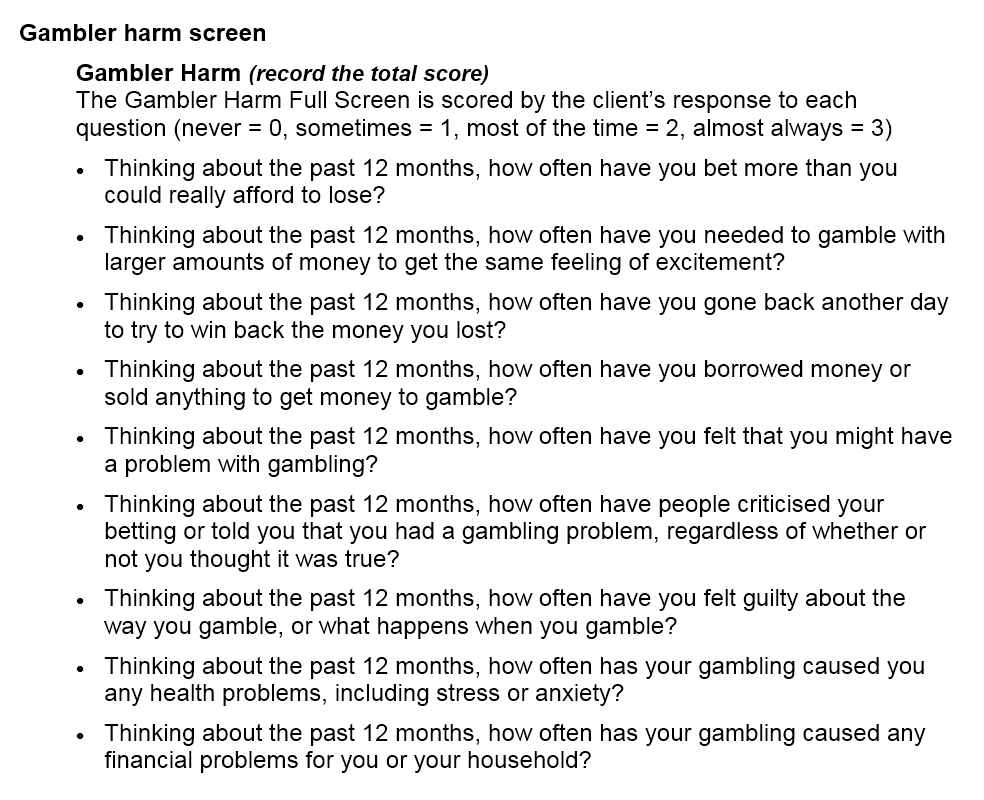 Gambler harm screen
Gambler Harm (record the total score)
The Gambler Harm Full Screen is scored by the client's response to each
question (never = 0, sometimes = 1, most of the time = 2, almost always = 3)
• Thinking about the past 12 months, how often have you bet more than you
could really afford to lose?
• Thinking about the past 12 months, how often have you needed to gamble with
larger amounts of money to get the same feeling of excitement?
• Thinking about the past 12 months, how often have you gone back another day
to try to win back the money you lost?
• Thinking about the past 12 months, how often have you borrowed money or
sold anything to get money to gamble?
• Thinking about the past 12 months, how often have you felt that you might have
a problem with gambling?
• Thinking about the past 12 months, how often have people criticised your
betting or told you that you had a gambling problem, regardless of whether or
not you thought it was true?
• Thinking about the past 12 months, how often have you felt guilty about the
way you gamble, or what happens when you gamble?
• Thinking about the past 12 months, how often has your gambling caused you
any health problems, including stress or anxiety?
• Thinking about the past 12 months, how often has your gambling caused any
financial problems for you or your household?